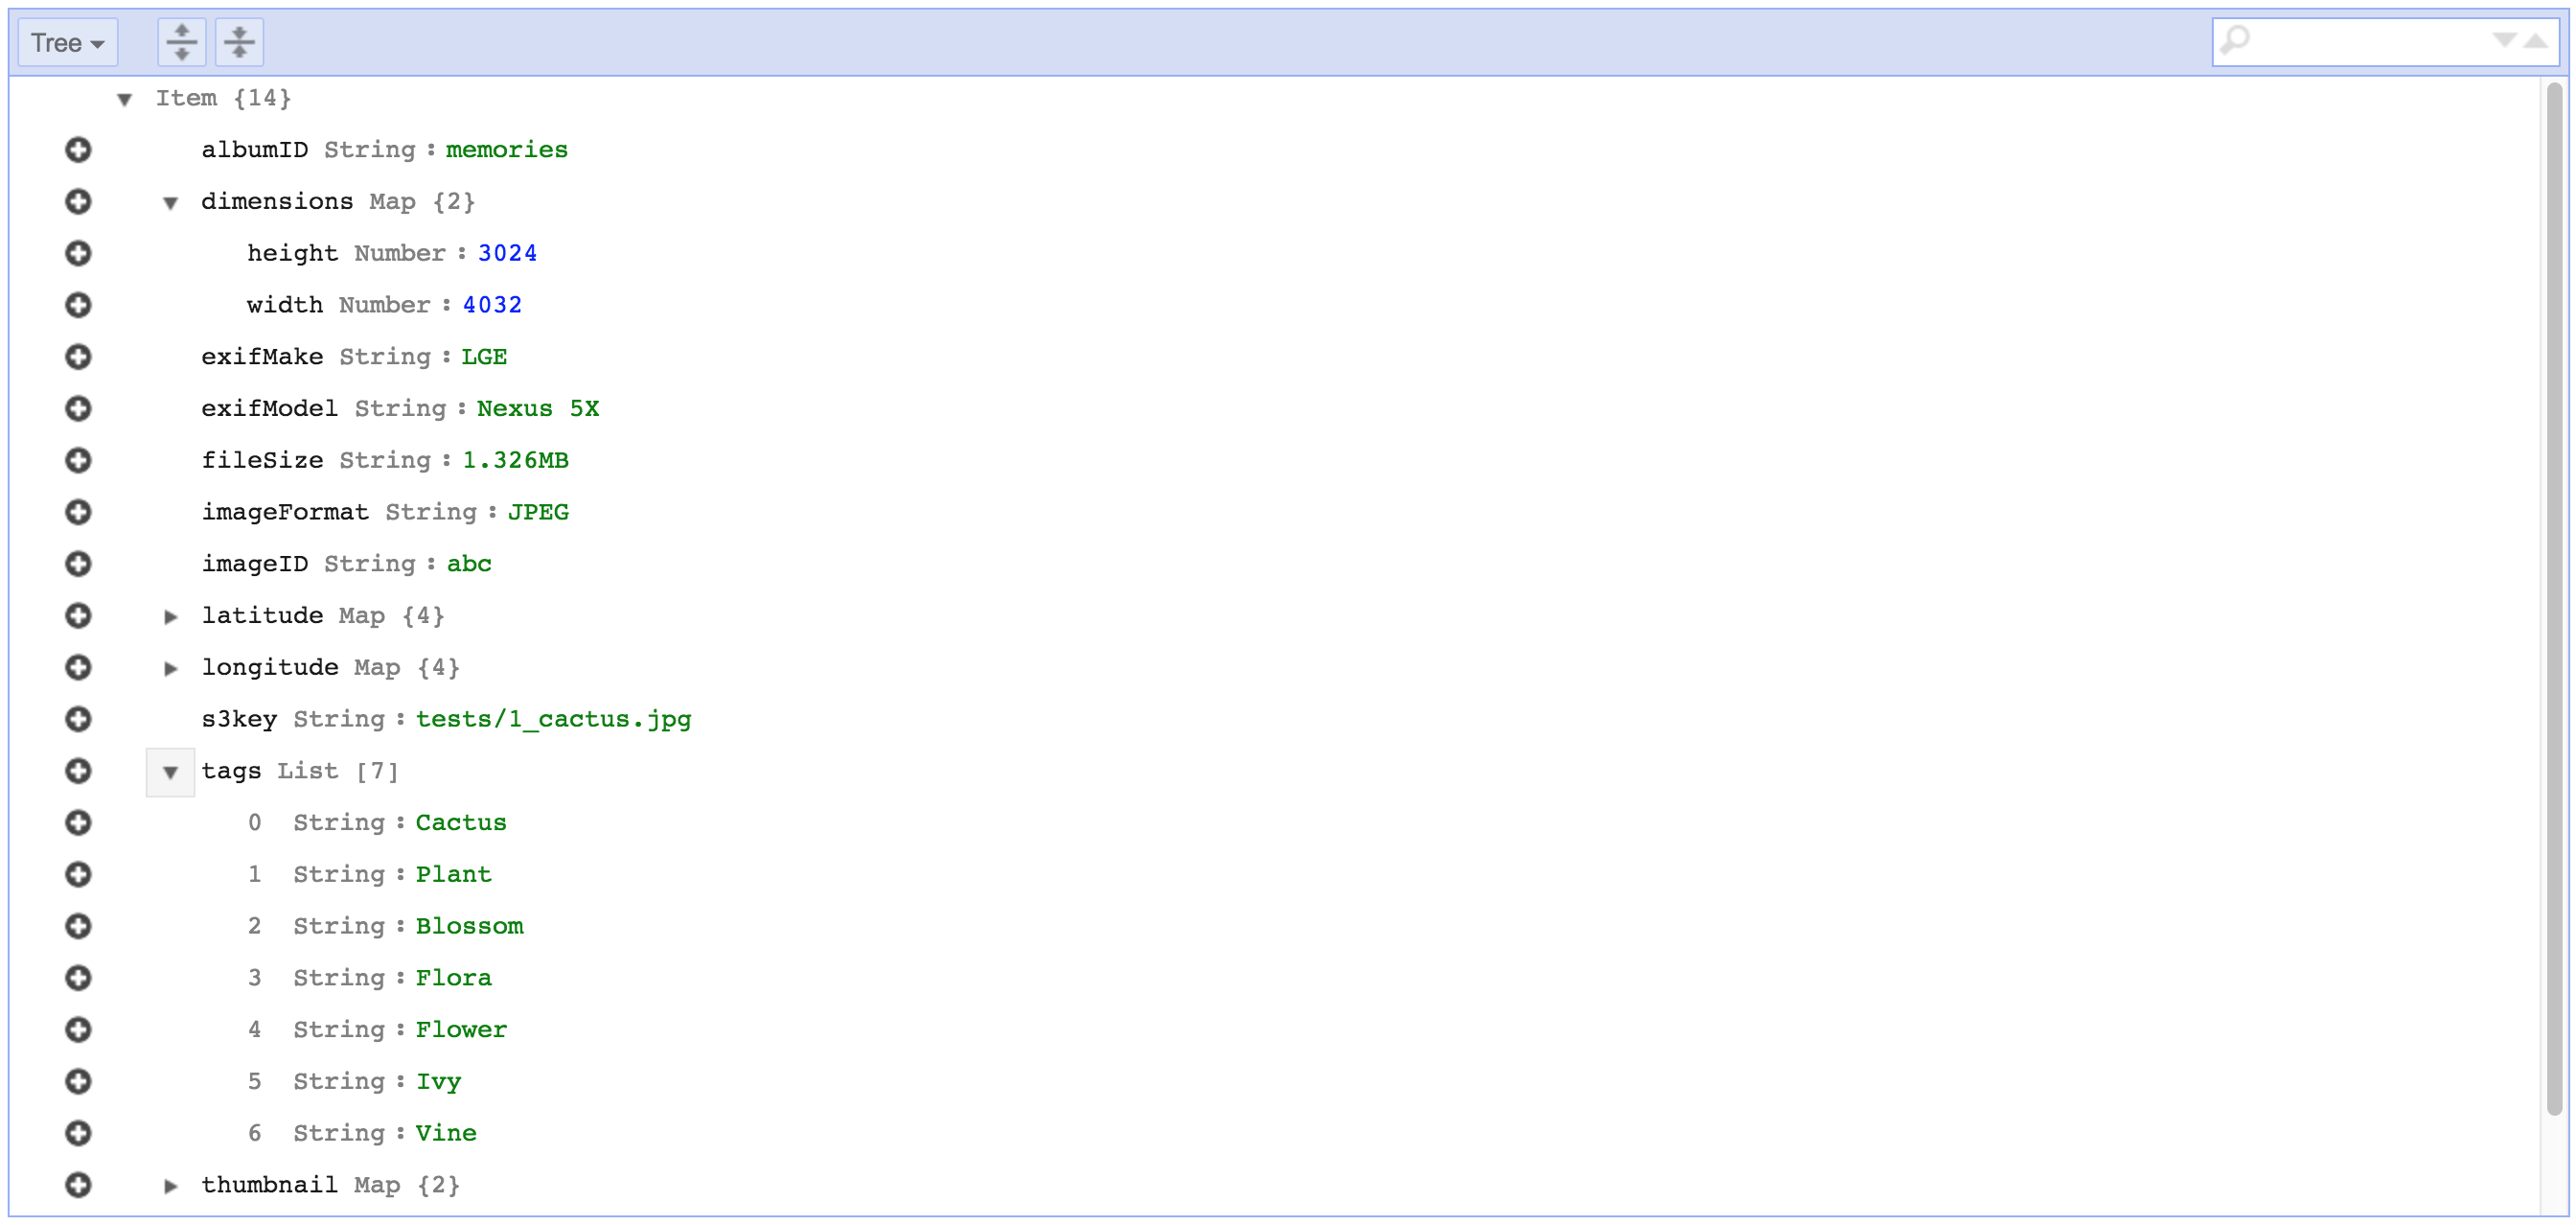 Tree
Item {14}
albumID String : memories
dimensions Map {2}
height Number : 3024
width Number : 4032
exifMake String : LGE
exifModel String : Nexus 5X
fileSize String : 1.326MB
imageFormat String : JPEG
imageID String : abc
latitude Map {4}
longitude Map {4}
s3key String : tests/1_cactus.jpg
tags List [7]
0 String : Cactus
1 String : Plant
2 String : Blossom
3 String : Flora
4 String : Flower
5 String : Ivy
6 String : Vine
thumbnail Map {2}